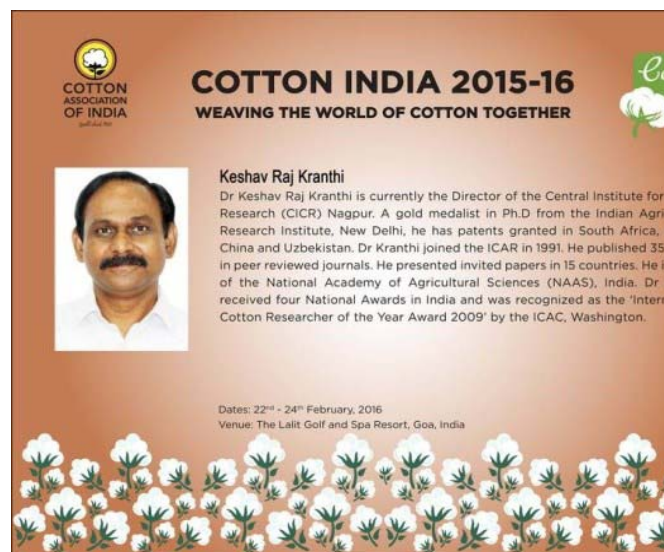 COTTON
ASSOCIATION
OF INDIA
COTTON INDIA 2015-16
WEAVING THE WORLD OF COTTON TOGETHER
Keshav Raj Kranthi
Dr Keshav Raj Kranthi is currently the Director of the Central Institute for
Research (CICR) Nagpur. A gold medalist in Ph.D from the Indian Agri
Research Institute, New Delhi, he has patents granted in South Africa,
China and Uzbekistan. Dr Kranthi joined the ICAR in 1991. He published 35
in peer reviewed journals. He presented invited papers in 15 countries. He i
of the National Academy of Agricultural Sciences (NAAS), India. Dr
received four National Awards in India and was recognized as the 'Intern
Cotton Researcher of the Year Award 2009' by the ICAC, Washington.
Dates: 22nd - 24th February, 2016
Venue: The Lalit Golf and Spa Resort, Goa, India